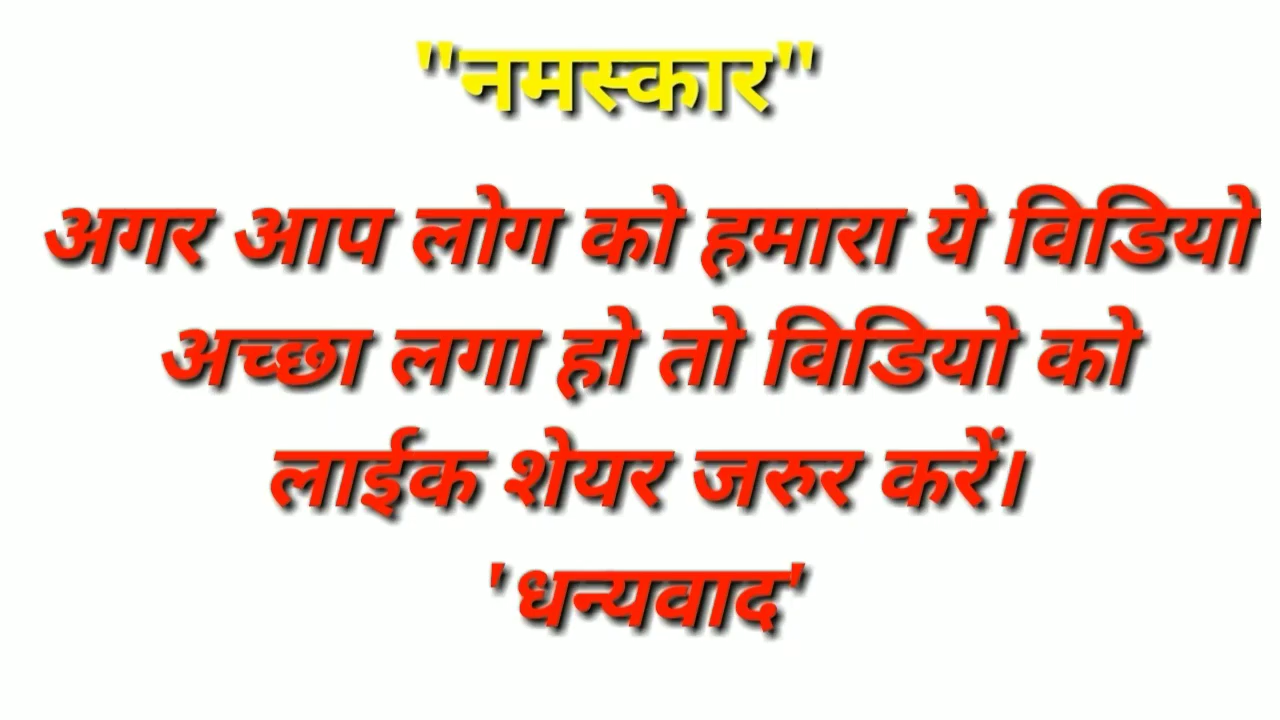 "नमस्कार"
अगर आप लोग को हमारा ये विडियो
अच्छा लगा हो तो विडियो को
लाईक शेयर जरुर करें।
'धन्यवाद'